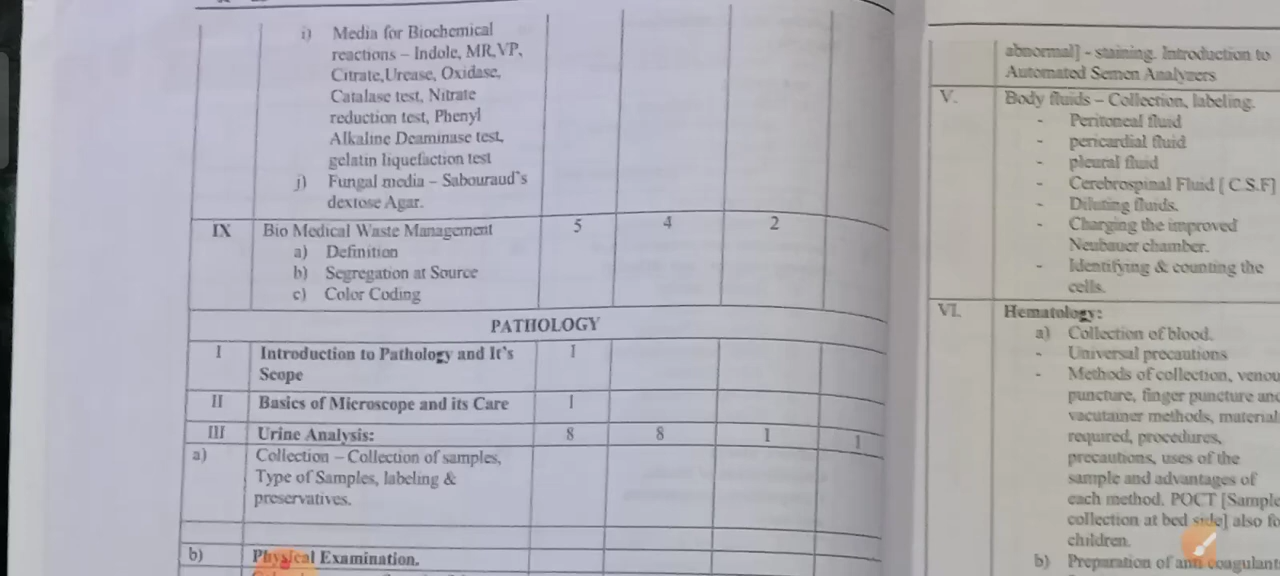 i) Media for Biochemical
reactions – Indole, MR,VP,
Citrate,Urease, Oxidase,
Catalase test, Nitrate
reduction test, Phenyl
Alkaline Deaminase test,
gelatin liquefaction test
j) Fungal media – Sabouraud's
dextose Agar.
IX Bio Medical Waste Management 5 4 2
a) Definition
b) Segregation at Source
c) Color Coding
PATHOLOGY
I Introduction to Pathology and It's 1
Scope
II Basics of Microscope and its Care 1
III Urine Analysis: 8 8 1 1
a) Collection – Collection of samples,
Type of Samples, labeling &
preservatives.
b) Physical Examination.
abnormal] - staining. Introduction to
Automated Semen Analyzers
V. Body fluids – Collection, labeling.
- Peritoneal fluid
- pericardial fluid
- pleural fluid
- Cerebrospinal Fluid [ C.S.F]
- Diluting fluids.
- Charging the improved
Neubauer chamber.
- Identifying & counting the
cells.
VI. Hematology:
a) Collection of blood.
- Universal precautions
- Methods of collection, venou
puncture, finger puncture and
vacutainer methods, material
required, procedures,
precautions, uses of the
sample and advantages of
each method. POCT [Sample
collection at bed side] also fo
children.
b) Preparation of anti coagulant